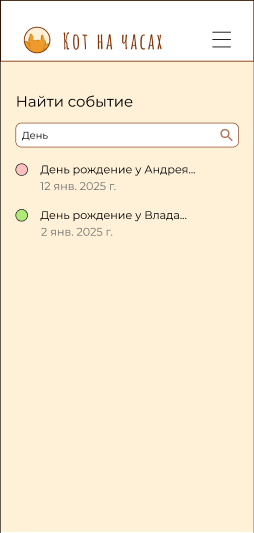 Кот на часах
Найти событие
День
День рождение у Андрея...
12 янв. 2025 г.
День рождение у Влада...
2 янв. 2025 г.